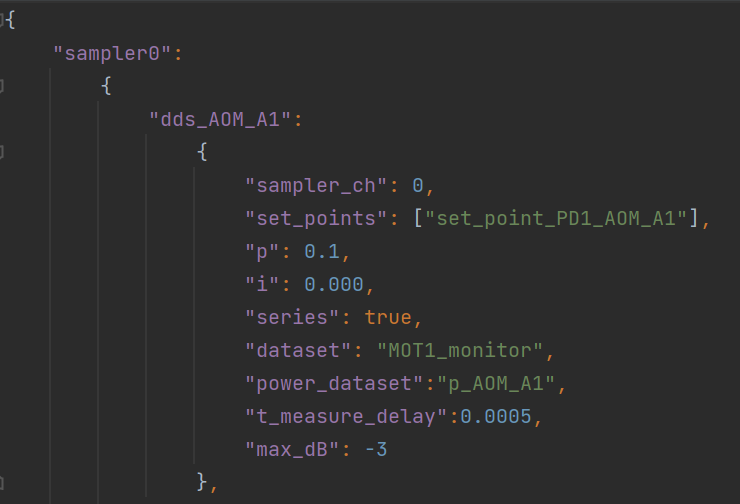 {
"sampler0":
{
"dds_AOM_A1":
{
"sampler_ch": 0,
"set_points": ["set_point_PD1_AOM_A1"],
"p": 0.1,
"i": 0.000,
"series": true,
"dataset": "MOT1_monitor",
"power_dataset":"p_AOM_A1",
"t_measure_delay":0.0005,
"max_dB": -3
},